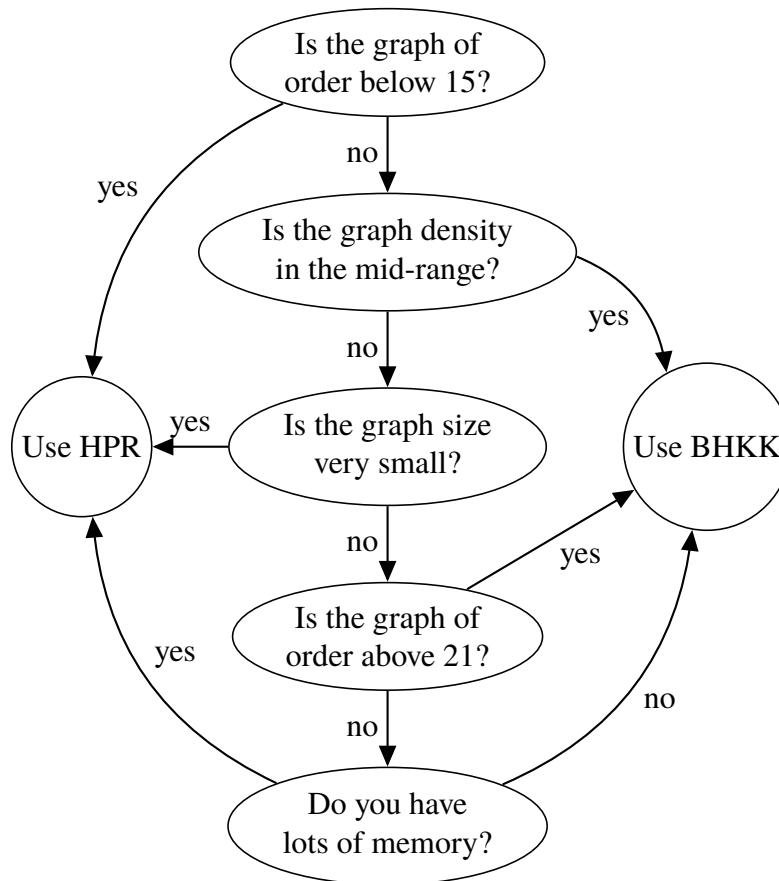 Is the graph of
order below 15?
no
yes
Is the graph density
in the mid-range?
yes
no
Use HPR
yes
Is the graph size
very small?
Use BHKK
no
yes
Is the graph of
order above 21?
yes
no
no
Do you have
lots of memory?